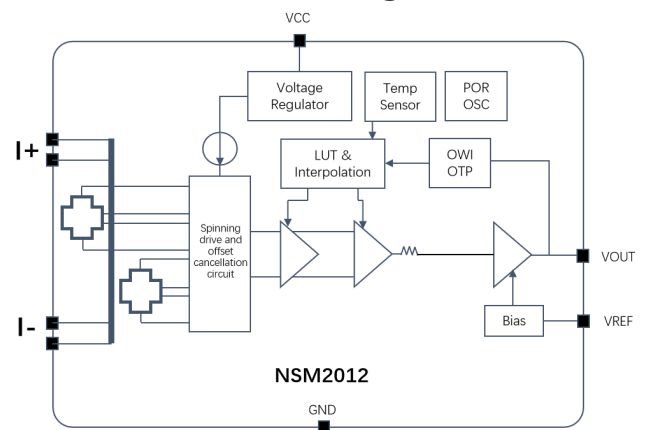 VCC
Voltage
Regulator
Temp
Sensor
POR
OSC
I+
LUT &
Interpolation
OWI
OTP
Spinning
drive and
offset
cancellation
circuit
VOUT
I-
Bias
VREF
NSM2012
GND